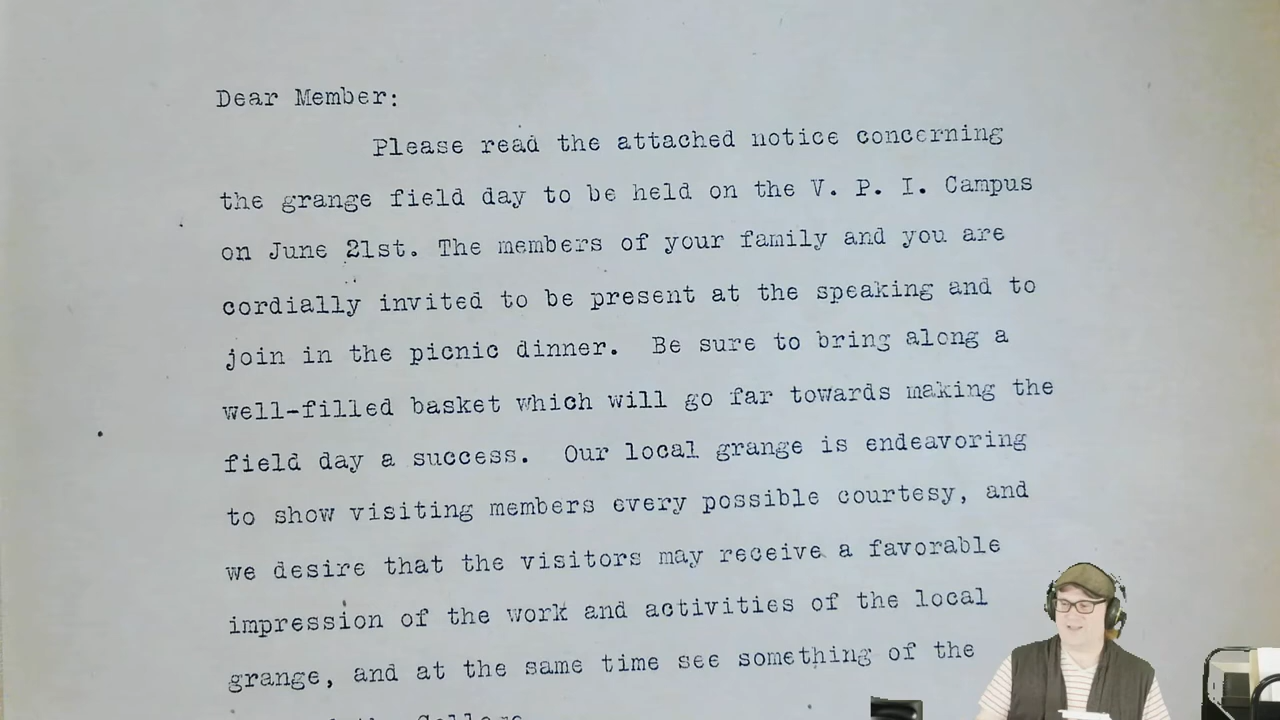 Dear Member:
Please read the attached notice concerning
the grange field day to be held on the V. P. I. Campus
on June 21st. The members of your family and you are
cordially invited to be present at the speaking and to
join in the picnic dinner. Be sure to bring along a
well-filled basket which will go far towards making the
field day a success. Our local grange is endeavoring
to show visiting members every possible courtesy, and
we desire that the visitors may receive a favorable
impression of the work and activities of the local
grange, and at the same time see something of the
College